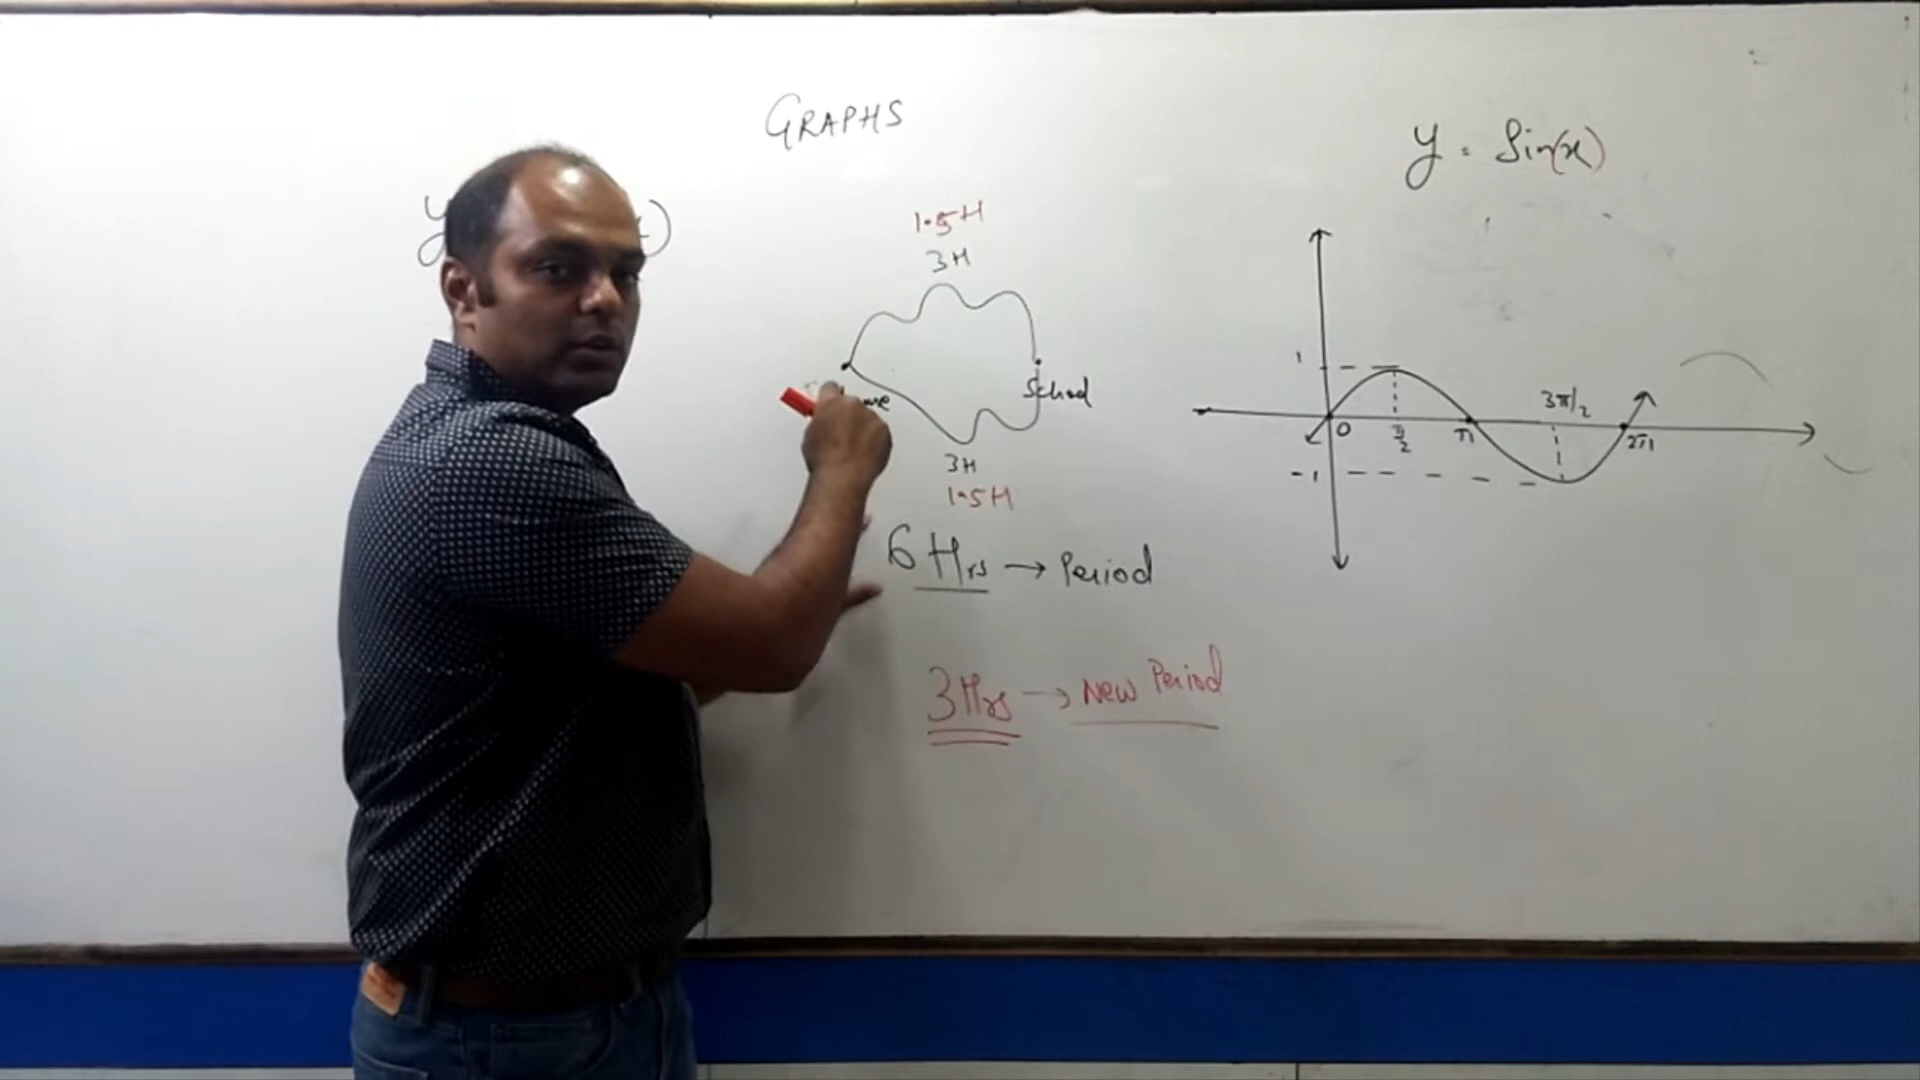 GRAPHS
y )
1.5H
3H
School
3H
1.5H
6 Hrs → Period
3 Hrs → New Period
y = Sin(x)
1
0
π/2
π
3π/2
2π
-1